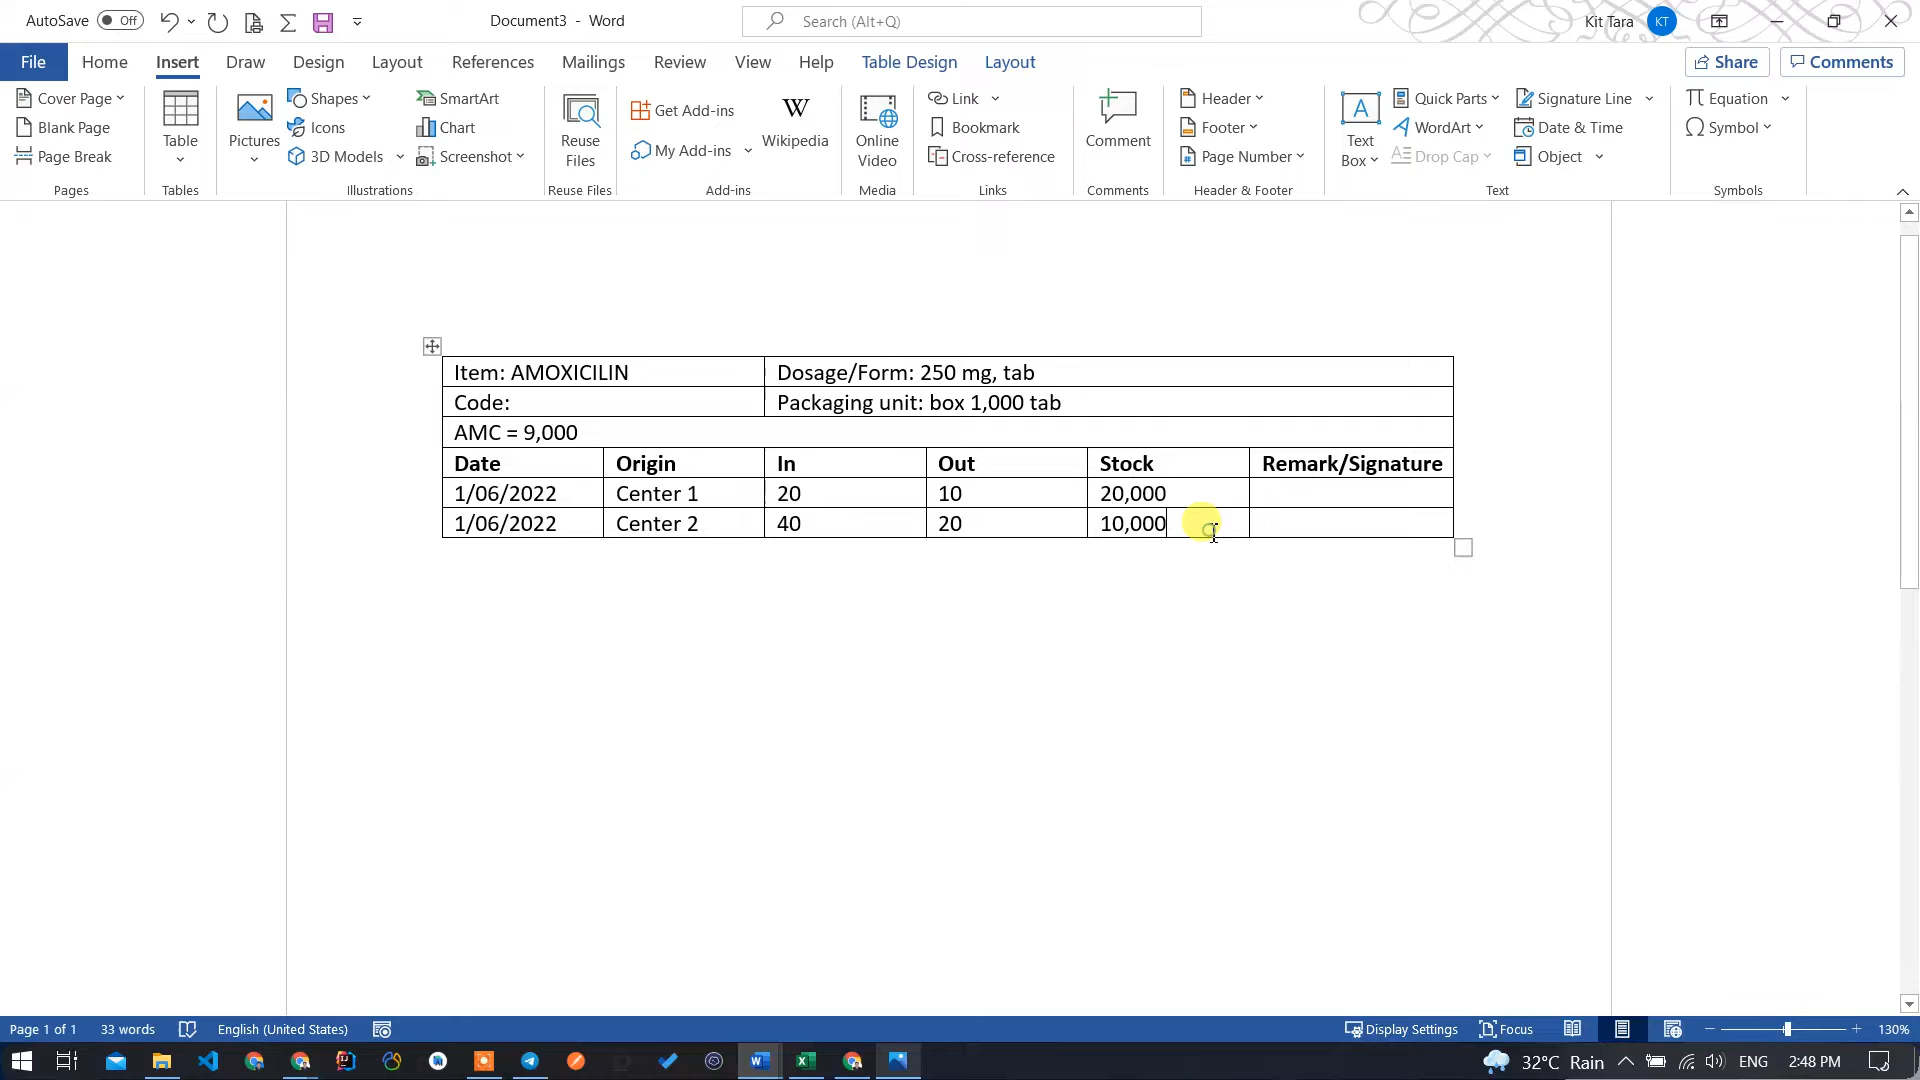 AutoSave Off Document3 - Word Search (Alt+Q) Kit Tara KT
File Home Insert Draw Design Layout References Mailings Review View Help Table Design Layout Share Comments
Cover Page
Blank Page
Page Break
Pages
Table
Tables
Pictures
Shapes
Icons
3D Models
SmartArt
Chart
Screenshot
Illustrations
Reuse
Files
Reuse Files
Get Add-ins
My Add-ins
W
Wikipedia
Add-ins
Online
Video
Media
Link
Bookmark
Cross-reference
Links
Comment
Comments
Header
Footer
Page Number
Header & Footer
A
Text
Box
Quick Parts
WordArt
Drop Cap
Signature Line
Date & Time
Object
Text
Equation
Symbol
Symbols
Item: AMOXICILIN Dosage/Form: 250 mg, tab
Code: Packaging unit: box 1,000 tab
AMC = 9,000
Date Origin In Out Stock Remark/Signature
1/06/2022 Center 1 20 10 20,000
1/06/2022 Center 2 40 20 10,000
Page 1 of 1 33 words English (United States) Display Settings Focus 130%
32°C Rain ENG 2:48 PM